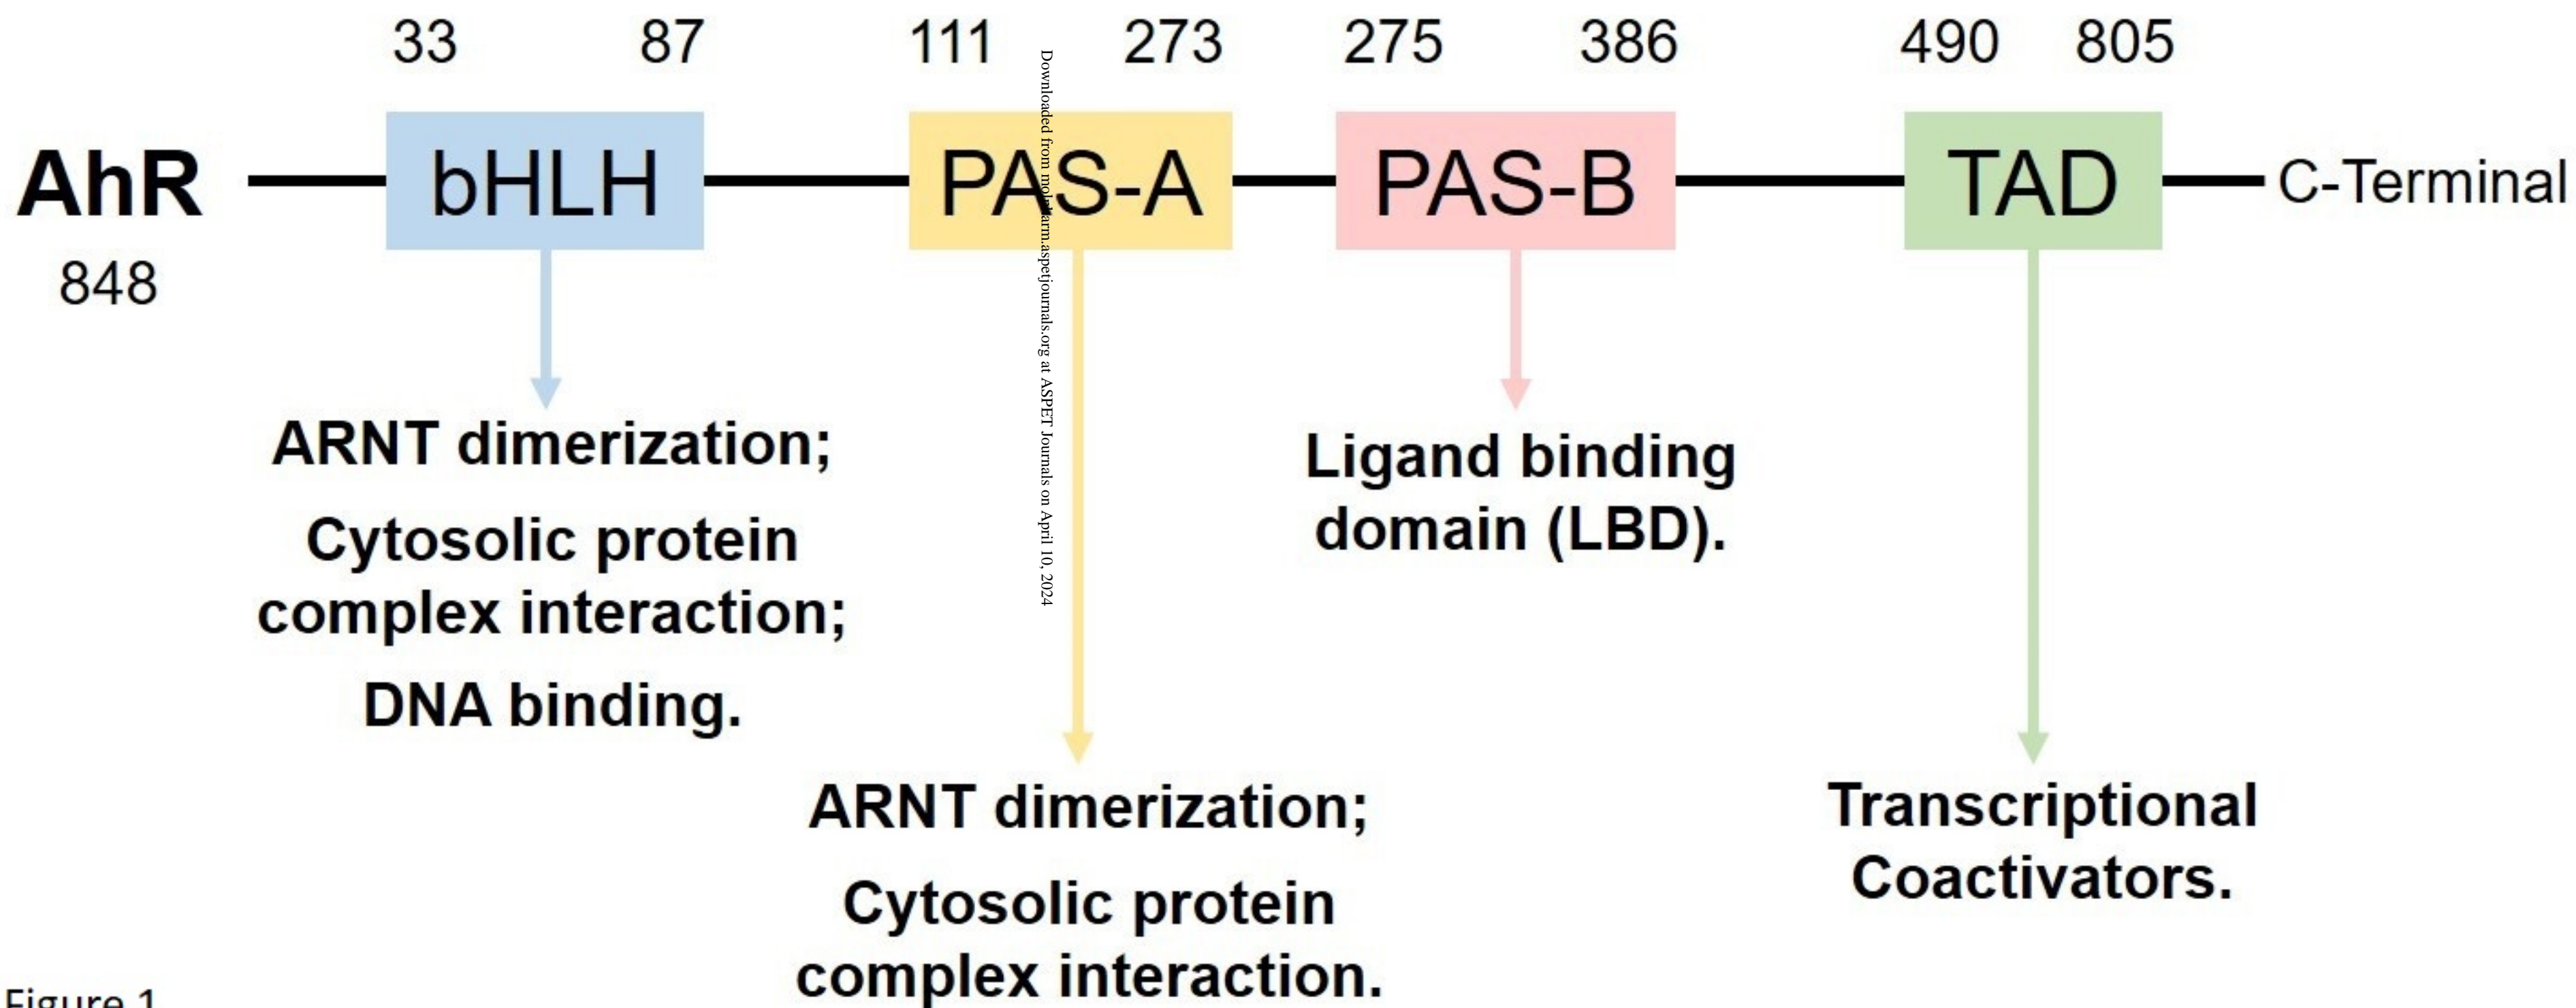 33 87 111 273 275 386 490 805
AhR bHLH PAS-A PAS-B TAD C-Terminal
848
ARNT dimerization;
Cytosolic protein
complex interaction;
DNA binding.
ARNT dimerization;
Cytosolic protein
complex interaction.
Ligand binding
domain (LBD).
Transcriptional
Coactivators.
Downloaded from molpharm.aspetjournals.org at ASPET Journals on April 10, 2024
Figure 1